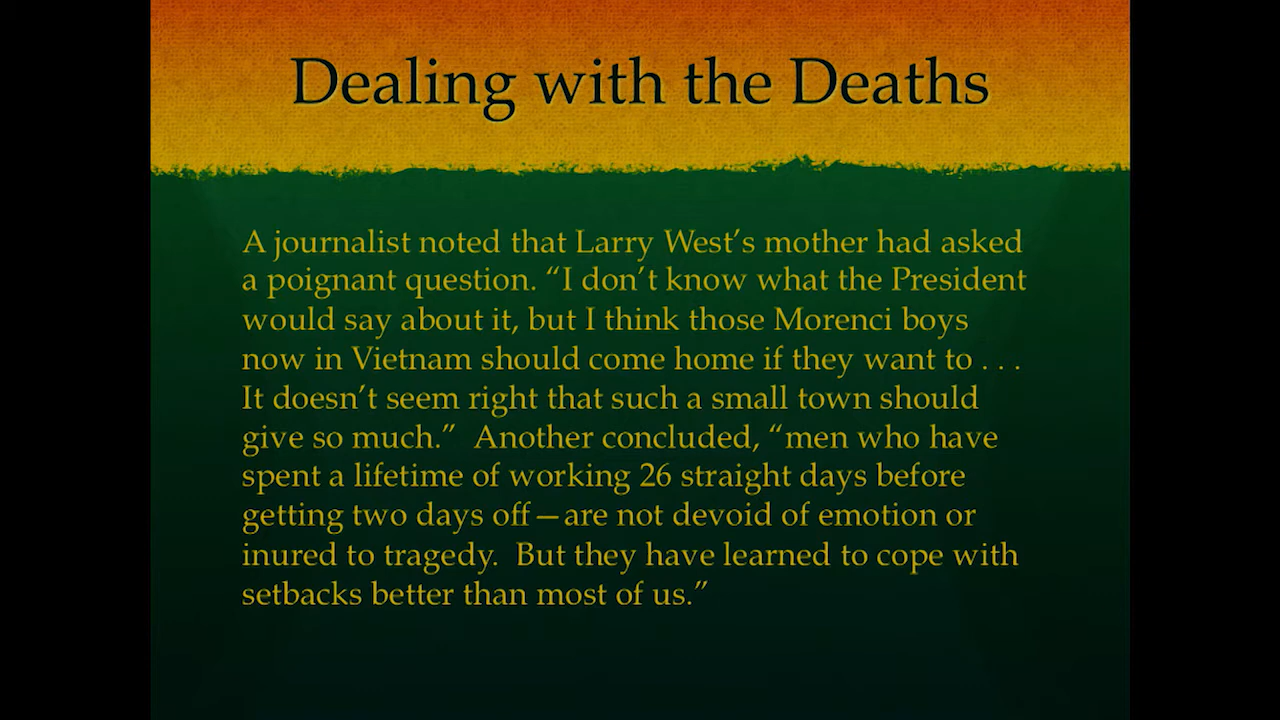 Dealing with the Deaths
A journalist noted that Larry West’s mother had asked
a poignant question. “I don’t know what the President
would say about it, but I think those Morenci boys
now in Vietnam should come home if they want to . . .
It doesn’t seem right that such a small town should
give so much.”  Another concluded, “men who have
spent a lifetime of working 26 straight days before
getting two days off—are not devoid of emotion or
inured to tragedy.  But they have learned to cope with
setbacks better than most of us.”